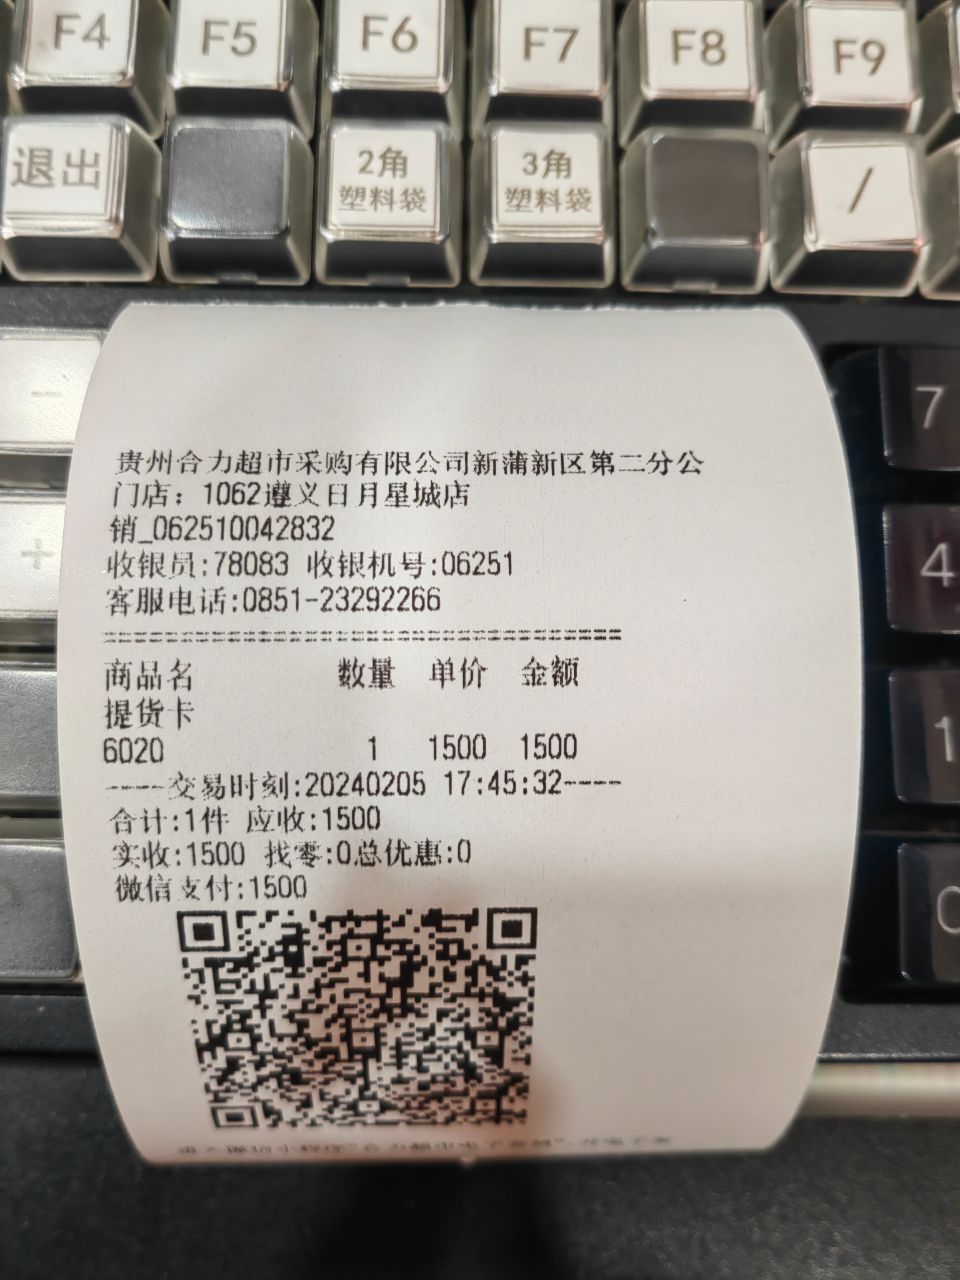 F4 F5 F6 F7 F8 F9
退出 2角 塑料袋 3角 塑料袋 /
贵州合力超市采购有限公司新蒲新区第二分公
门店：1062遵义日月星城店
销_062510042832
收银员:78083 收银机号:06251
客服电话:0851-23292266
商品名 数量 单价 金额
提货卡
6020 1 1500 1500
----交易时刻:20240205 17:45:32----
合计:1件 应收:1500
实收:1500 找零:0总优惠:0
微信支付:1500
-
+
7
4
1
0